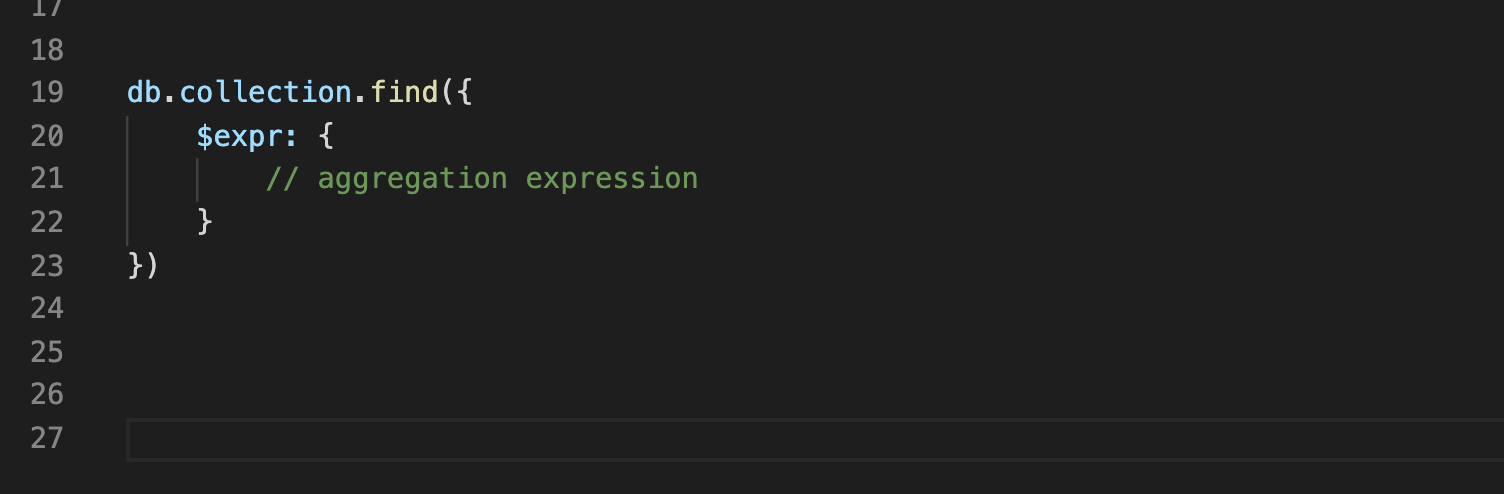 17
18
19 db.collection.find({
20 $expr: {
21 // aggregation expression
22 }
23 })
24
25
26
27